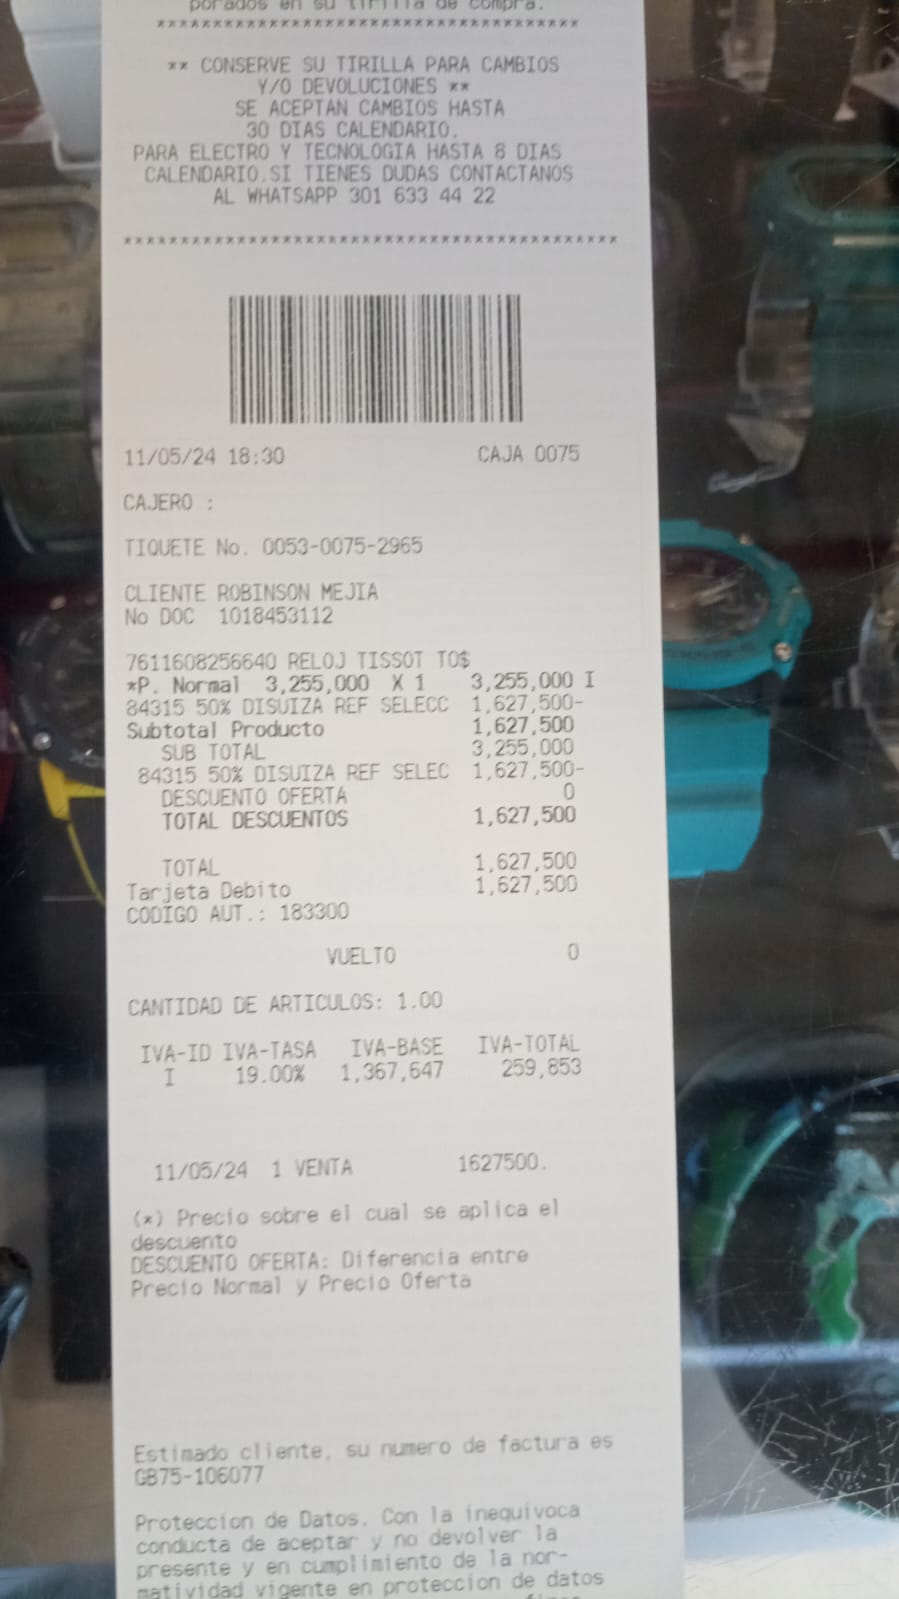 porados en su tirilla de compra.
****************************************
** CONSERVE SU TIRILLA PARA CAMBIOS
Y/O DEVOLUCIONES **
SE ACEPTAN CAMBIOS HASTA
30 DIAS CALENDARIO.
PARA ELECTRO Y TECNOLOGIA HASTA 8 DIAS
CALENDARIO.SI TIENES DUDAS CONTACTANOS
AL WHATSAPP 301 633 44 22
********************************************
11/05/24 18:30 CAJA 0075
CAJERO :
TIQUETE No. 0053-0075-2965
CLIENTE ROBINSON MEJIA
No DOC 1018453112
7611608256640 RELOJ TISSOT TO$
*P. Normal 3,255,000 X 1 3,255,000 I
84315 50% DISUIZA REF SELECC 1,627,500-
Subtotal Producto 1,627,500
SUB TOTAL 3,255,000
84315 50% DISUIZA REF SELEC 1,627,500-
DESCUENTO OFERTA 0
TOTAL DESCUENTOS 1,627,500
TOTAL 1,627,500
Tarjeta Debito 1,627,500
CODIGO AUT.: 183300
VUELTO 0
CANTIDAD DE ARTICULOS: 1.00
IVA-ID IVA-TASA IVA-BASE IVA-TOTAL
I 19.00% 1,367,647 259,853
11/05/24 1 VENTA 1627500.
(*) Precio sobre el cual se aplica el
descuento
DESCUENTO OFERTA: Diferencia entre
Precio Normal y Precio Oferta
Estimado cliente, su numero de factura es
GB75-106077
Proteccion de Datos. Con la inequivoca
conducta de aceptar y no devolver la
presente y en cumplimiento de la nor-
matividad vigente en proteccion de datos